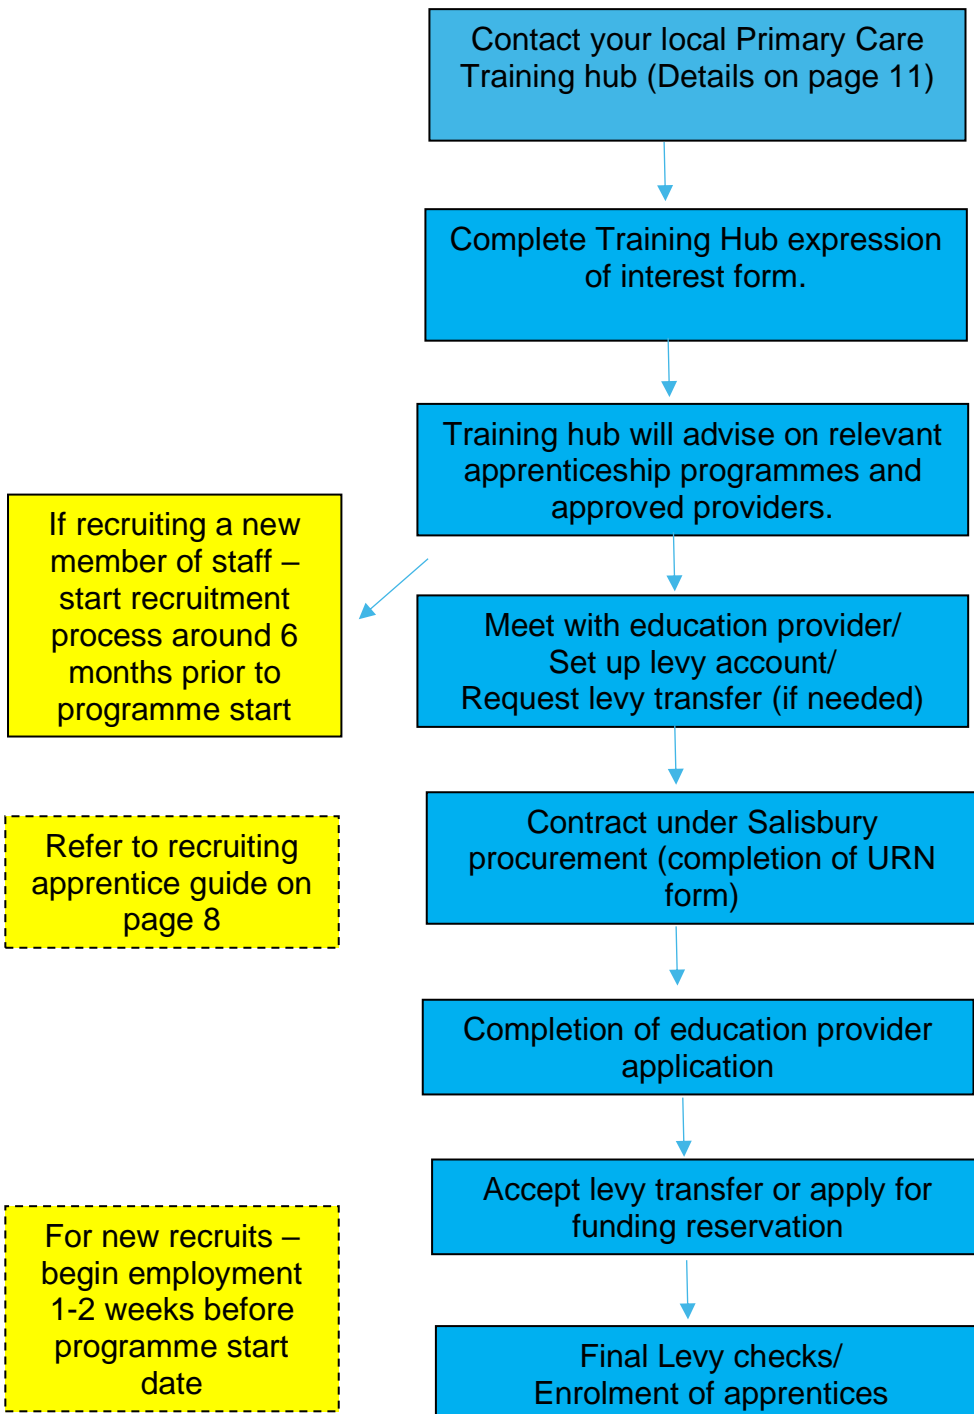 Contact your local Primary Care
Training hub (Details on page 11)
Complete Training Hub expression
of interest form.
Training hub will advise on relevant
apprenticeship programmes and
approved providers.
If recruiting a new
member of staff –
start recruitment
process around 6
months prior to
programme start
Meet with education provider/
Set up levy account/
Request levy transfer (if needed)
Contract under Salisbury
procurement (completion of URN
form)
Refer to recruiting
apprentice guide on
page 8
Completion of education provider
application
Accept levy transfer or apply for
funding reservation
For new recruits –
begin employment
1-2 weeks before
programme start
date
Final Levy checks/
Enrolment of apprentices